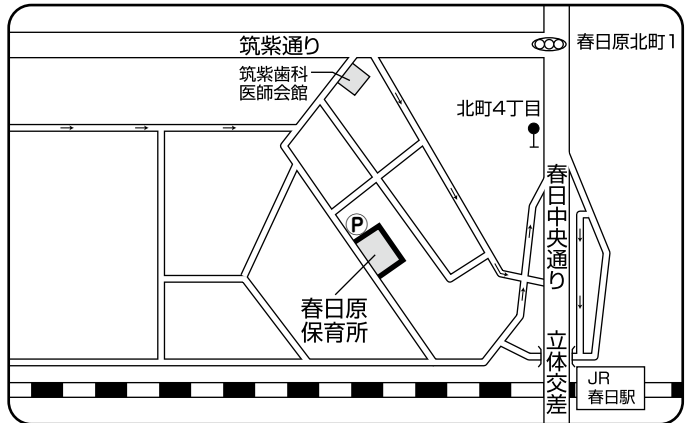 筑紫通り
春日原北町1
筑紫歯科
医師会館
北町4丁目
春日中央通り
P
春日原
保育所
立体交差
JR
春日駅